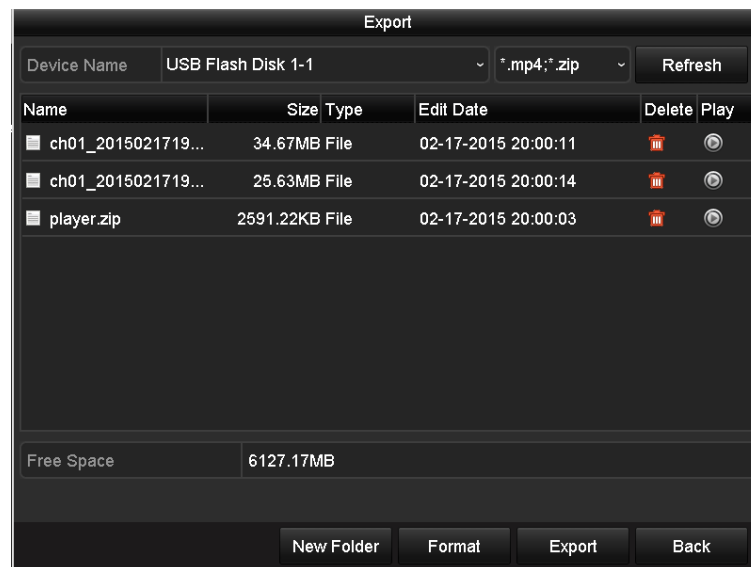 Export
Device Name USB Flash Disk 1-1 *.mp4;*.zip Refresh
Name Size Type Edit Date Delete Play
ch01_2015021719... 34.67MB File 02-17-2015 20:00:11
ch01_2015021719... 25.63MB File 02-17-2015 20:00:14
player.zip 2591.22KB File 02-17-2015 20:00:03
Free Space 6127.17MB
New Folder Format Export Back